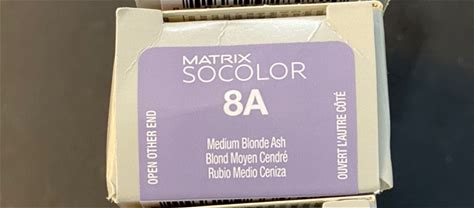 MATRIX
SOCOLOR
8A
Medium Blonde Ash
Blond Moyen Cendré
Rubio Medio Ceniza
OPEN OTHER END
OUVERT L'AUTRE CÔTÉ